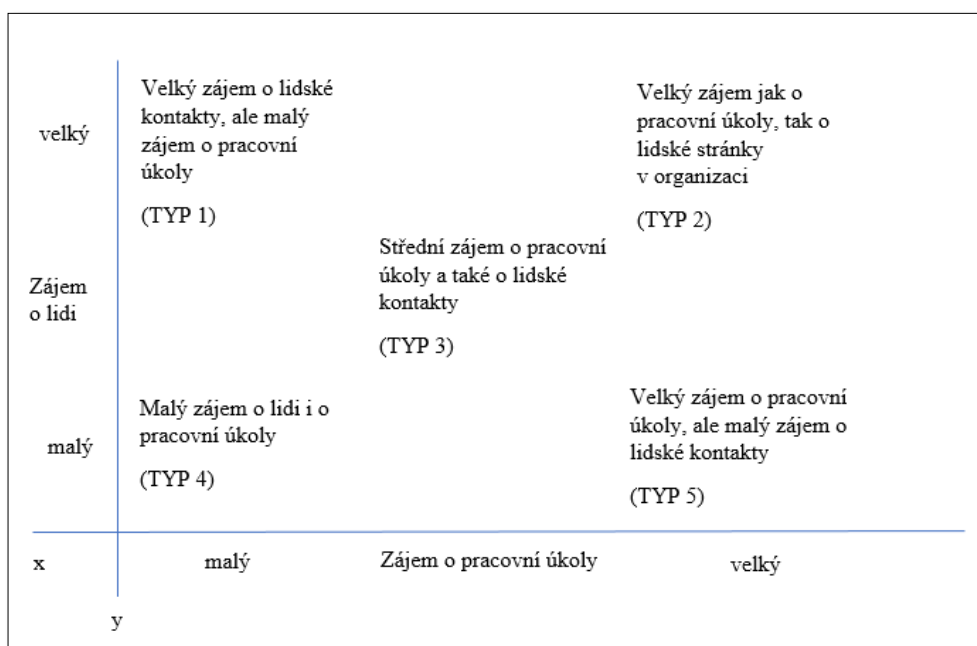 velký
Velký zájem o lidské
kontakty, ale malý
zájem o pracovní
úkoly
(TYP 1)
Velký zájem jak o
pracovní úkoly, tak o
lidské stránky
v organizaci
(TYP 2)
Zájem
o lidi
Střední zájem o pracovní
úkoly a také o lidské
kontakty
(TYP 3)
malý
Malý zájem o lidi i o
pracovní úkoly
(TYP 4)
Velký zájem o pracovní
úkoly, ale malý zájem o
lidské kontakty
(TYP 5)
x
malý
Zájem o pracovní úkoly
velký
y